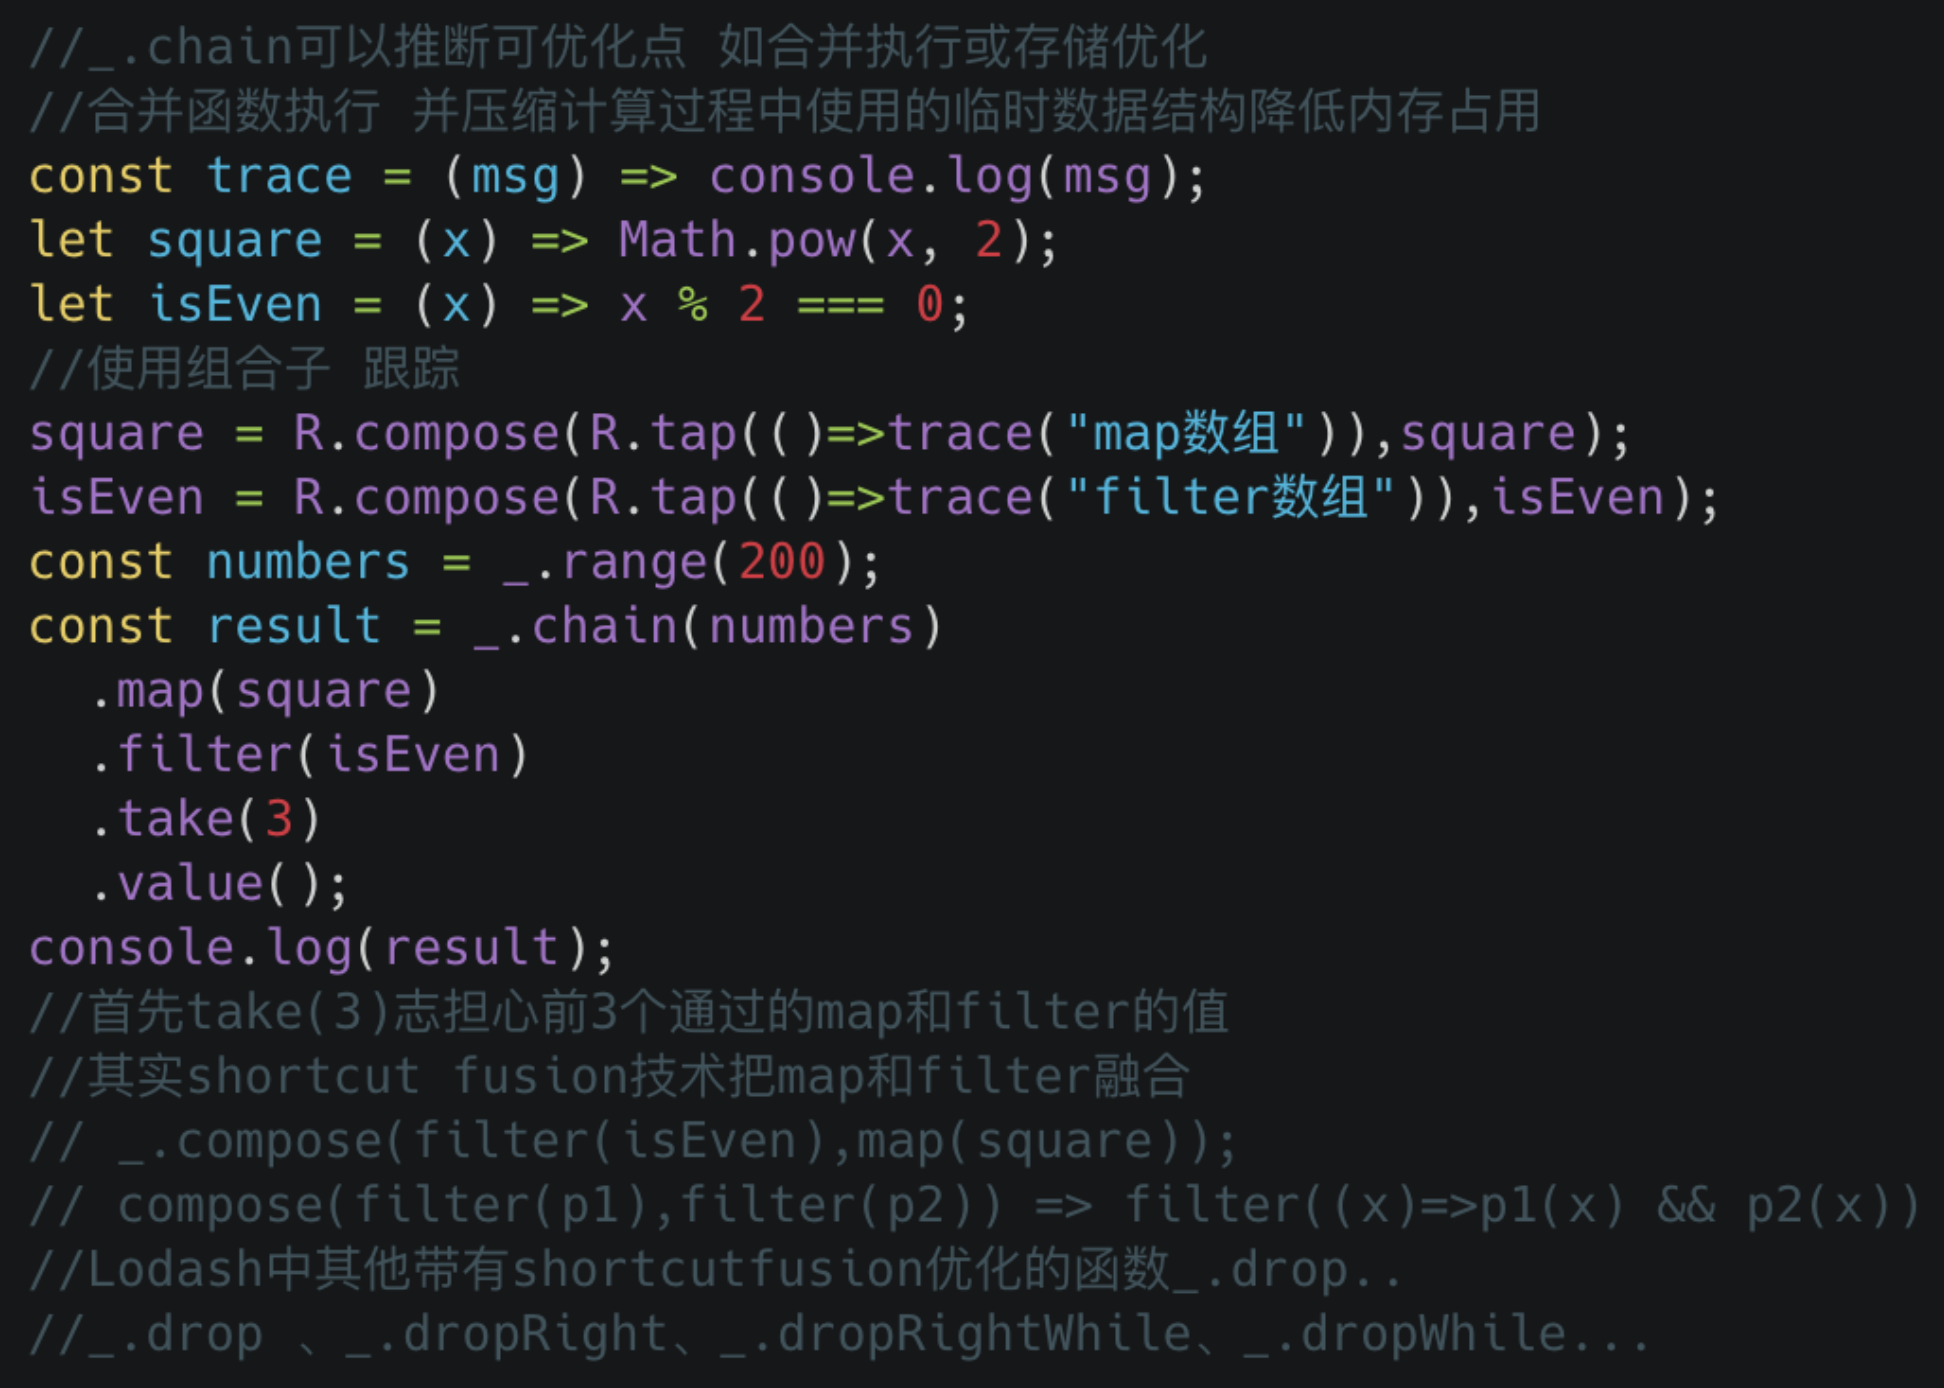 //_.chain可以推断可优化点 如合并执行或存储优化
//合并函数执行 并压缩计算过程中使用的临时数据结构降低内存占用
const trace = (msg) => console.log(msg);
let square = (x) => Math.pow(x, 2);
let isEven = (x) => x % 2 === 0;
//使用组合子 跟踪
square = R.compose(R.tap(()=>trace("map数组")),square);
isEven = R.compose(R.tap(()=>trace("filter数组")),isEven);
const numbers = _.range(200);
const result = _.chain(numbers)
  .map(square)
  .filter(isEven)
  .take(3)
  .value();
console.log(result);
//首先take(3)志担心前3个通过的map和filter的值
//其实shortcut fusion技术把map和filter融合
// _.compose(filter(isEven),map(square));
// compose(filter(p1),filter(p2)) => filter((x)=>p1(x) && p2(x))
//Lodash中其他带有shortcutfusion优化的函数_.drop..
//_.drop 、_.dropRight、_.dropRightWhile、_.dropWhile...